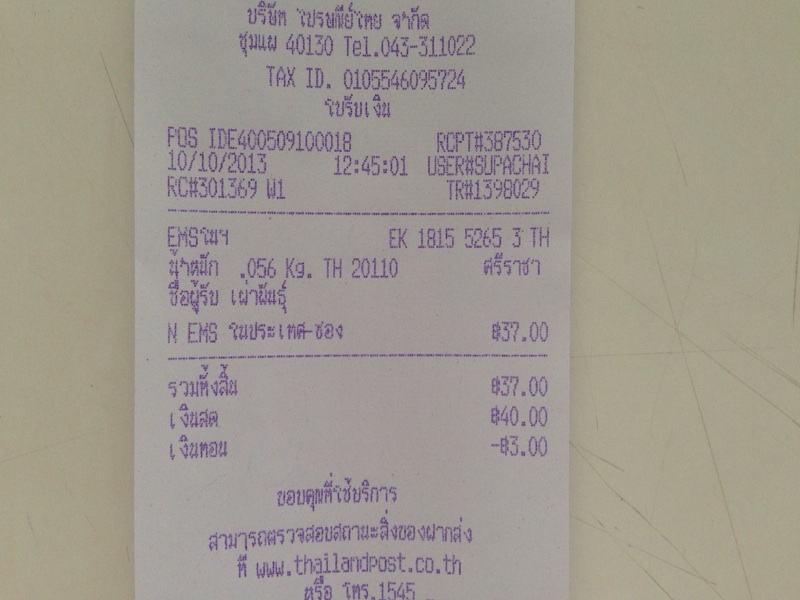 บริษัท ไปรษณีย์ไทย จำกัด
ชุมแพ 40130 Tel.043-311022
TAX ID. 0105546095724
ใบรับเงิน
POS IDE400509100018 RCPT#387530
10/10/2013 12:45:01 USER#SUPACHAI
RC#301369 W1 TR#1398029
EMSในฯ EK 1815 5265 3 TH
น้ำหนัก .056 Kg. TH 20110 ศรีราชา
ชื่อผู้รับ เผ่าพันธุ์
N EMS ในประเทศ-ซอง ฿37.00
รวมทั้งสิ้น ฿37.00
เงินสด ฿40.00
เงินทอน -฿3.00
ขอบคุณที่ใช้บริการ
สามารถตรวจสอบสถานะสิ่งของฝากส่ง
ที่ www.thailandpost.co.th
หรือ โทร.1545